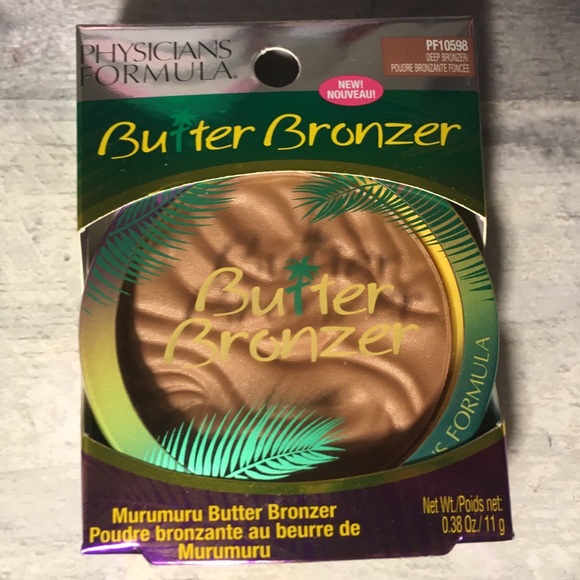 PHYSICIANS
FORMULA®
PF10598
DEEP BRONZER/
POUDRE BRONZANTE FONCÉE
NEW!
NOUVEAU!
Butter Bronzer
Butter
Bronzer
S FORMULA
Murumuru Butter Bronzer
Poudre bronzante au beurre de
Murumuru
Net Wt./Poids net:
0.38 Oz./ 11 g